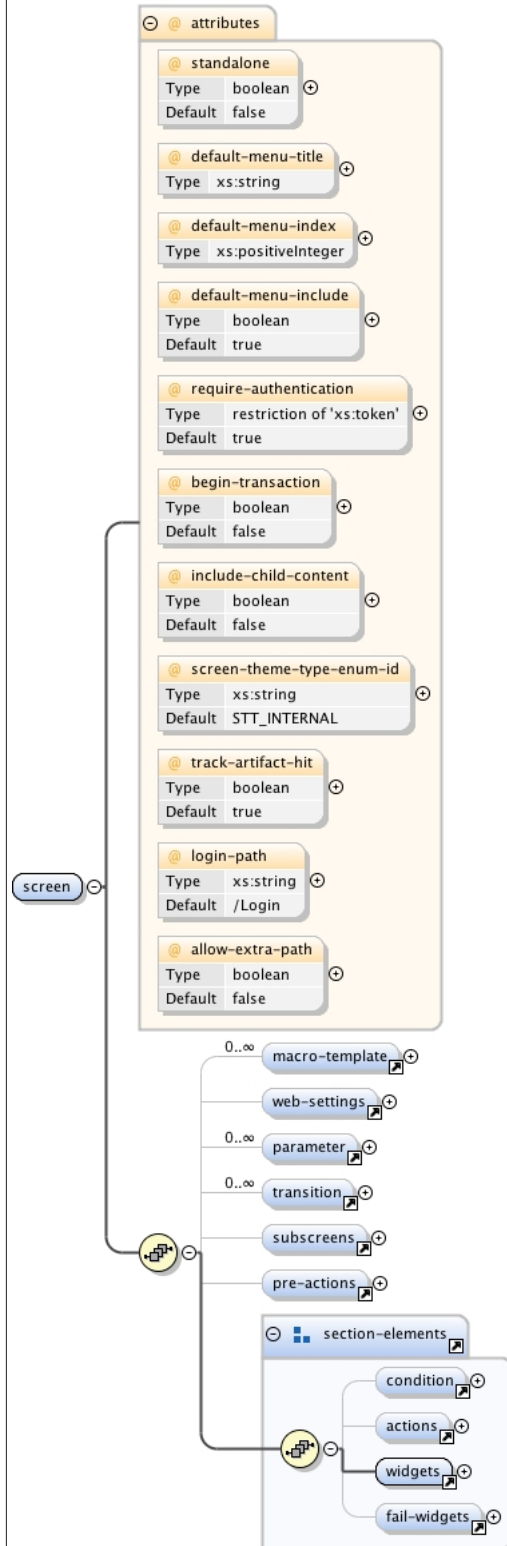 @ attributes
@ standalone
Type boolean
Default false
@ default-menu-title
Type xs:string
@ default-menu-index
Type xs:positiveInteger
@ default-menu-include
Type boolean
Default true
@ require-authentication
Type restriction of 'xs:token'
Default true
@ begin-transaction
Type boolean
Default false
@ include-child-content
Type boolean
Default false
@ screen-theme-type-enum-id
Type xs:string
Default STT_INTERNAL
@ track-artifact-hit
Type boolean
Default true
@ login-path
Type xs:string
Default /Login
screen
@ allow-extra-path
Type boolean
Default false
0..∞ macro-template
web-settings
0..∞ parameter
0..∞ transition
subscreens
pre-actions
section-elements
condition
actions
widgets
fail-widgets